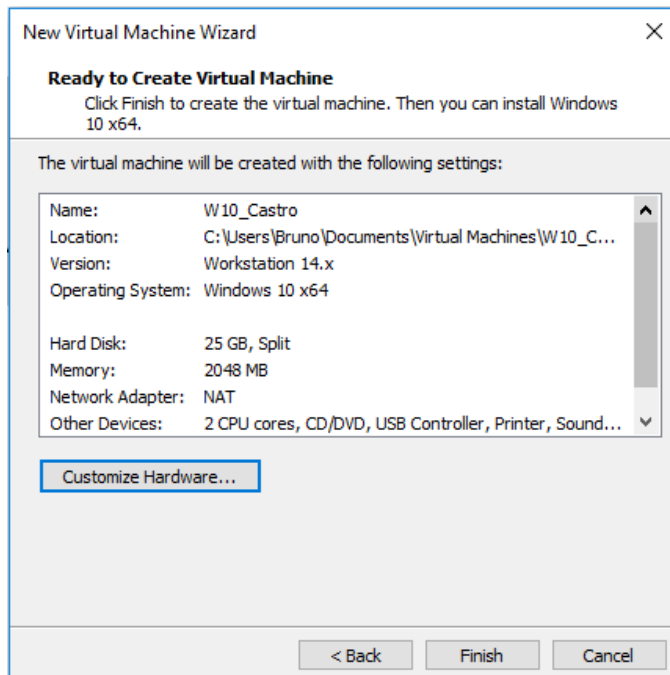 New Virtual Machine Wizard
Ready to Create Virtual Machine
Click Finish to create the virtual machine. Then you can install Windows
10 x64.
The virtual machine will be created with the following settings:
Name: W10_Castro
Location: C:\Users\Bruno\Documents\Virtual Machines\W10_C...
Version: Workstation 14.x
Operating System: Windows 10 x64
Hard Disk: 25 GB, Split
Memory: 2048 MB
Network Adapter: NAT
Other Devices: 2 CPU cores, CD/DVD, USB Controller, Printer, Sound...
Customize Hardware...
< Back Finish Cancel